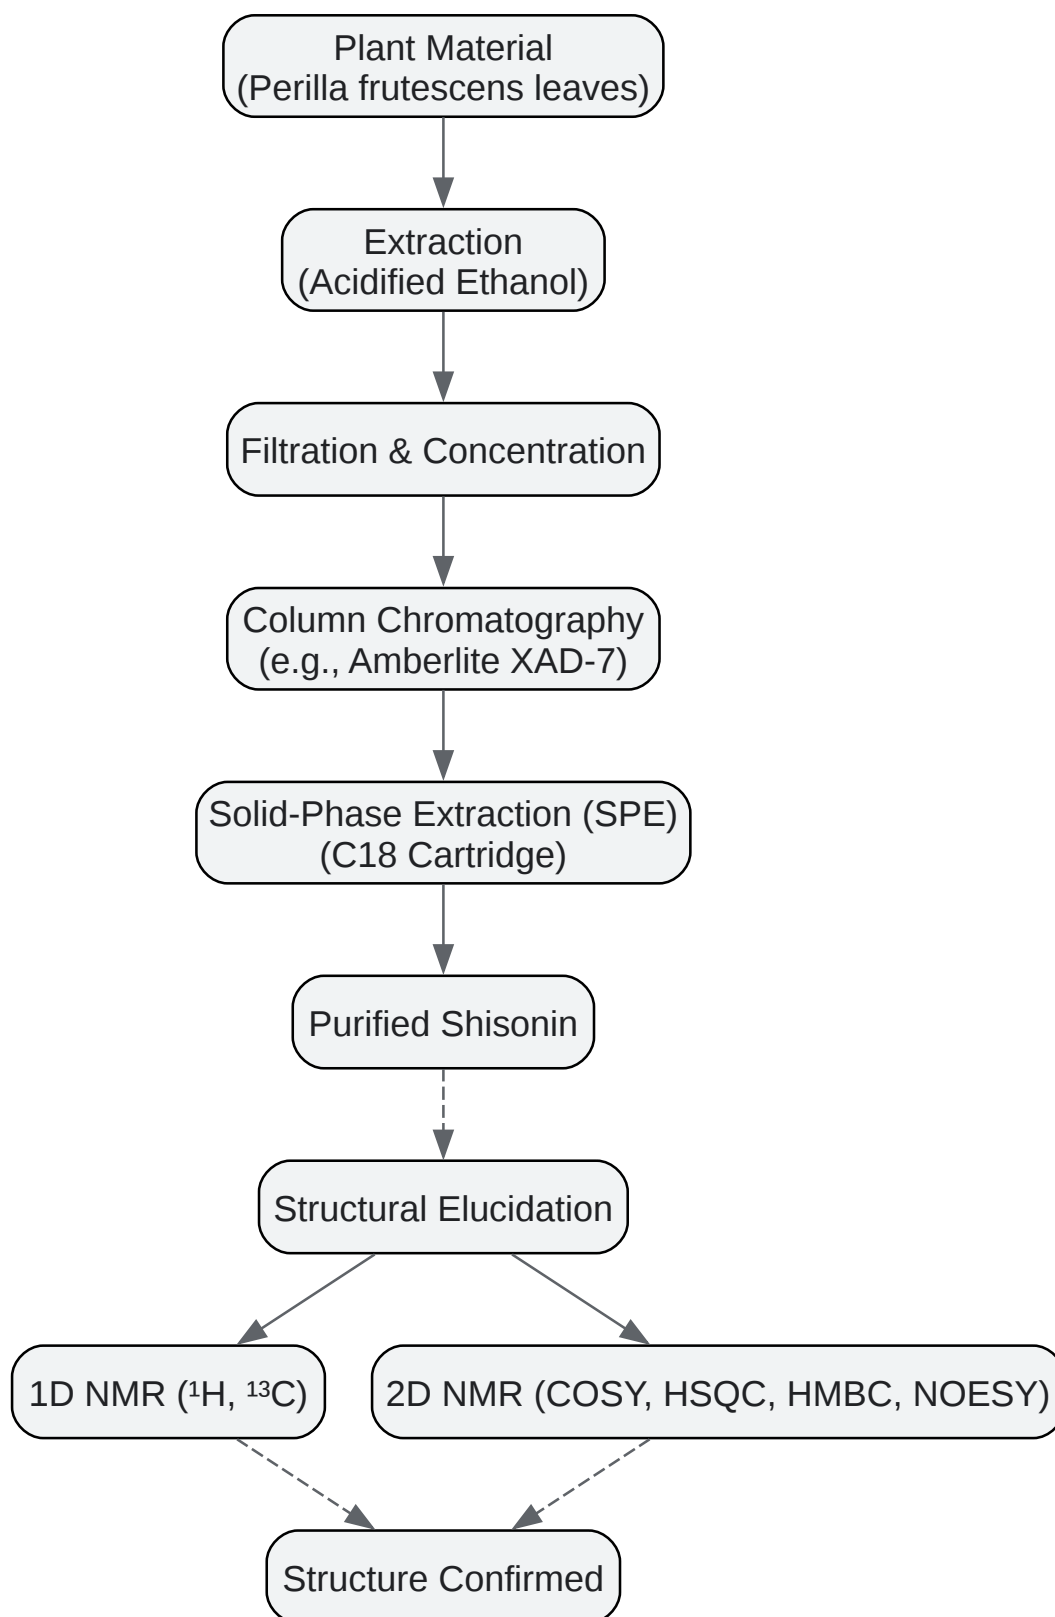 Plant Material
(Perilla frutescens leaves)
Extraction
(Acidified Ethanol)
Filtration & Concentration
Column Chromatography
(e.g., Amberlite XAD-7)
Solid-Phase Extraction (SPE)
(C18 Cartridge)
Purified Shisonin
Structural Elucidation
1D NMR (¹H, ¹³C)
2D NMR (COSY, HSQC, HMBC, NOESY)
Structure Confirmed